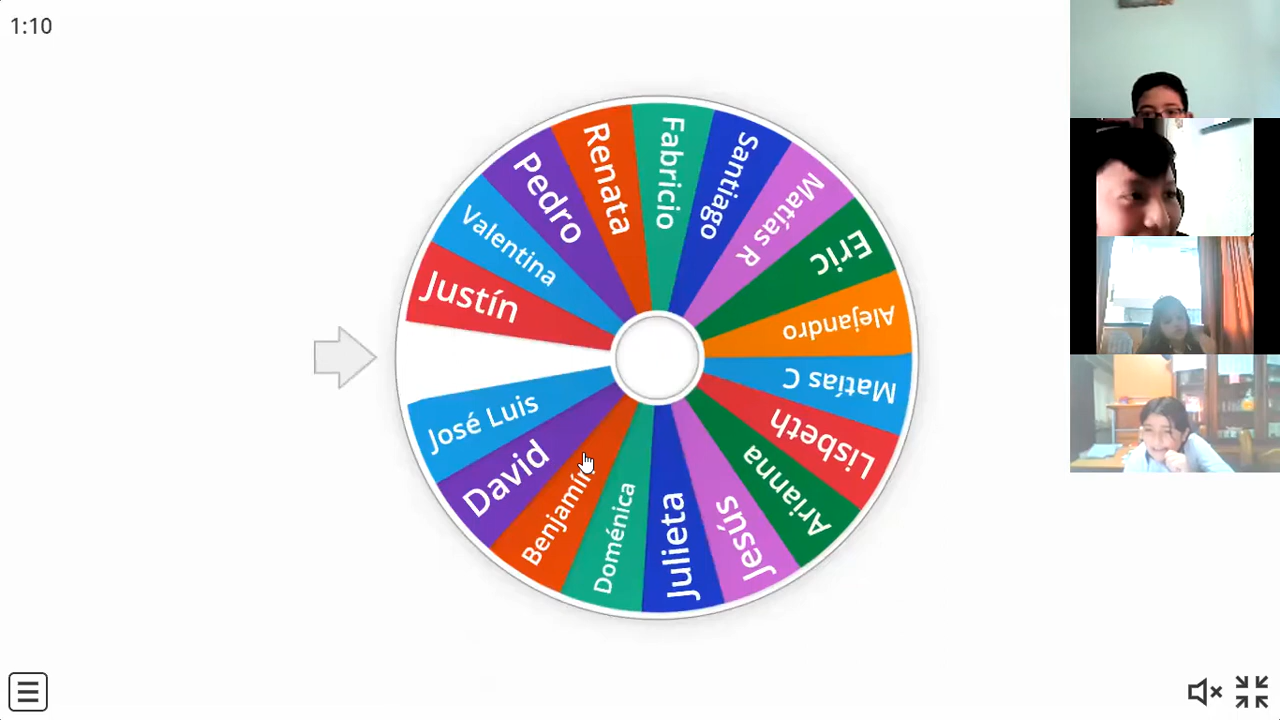 1:10
Justín
Valentina
Pedro
Renata
Fabricio
Santiago
Matías R
Eric
Alejandro
Matías C
Lisbeth
Arianna
Jesús
Julieta
Doménica
Benjamín
David
José Luis